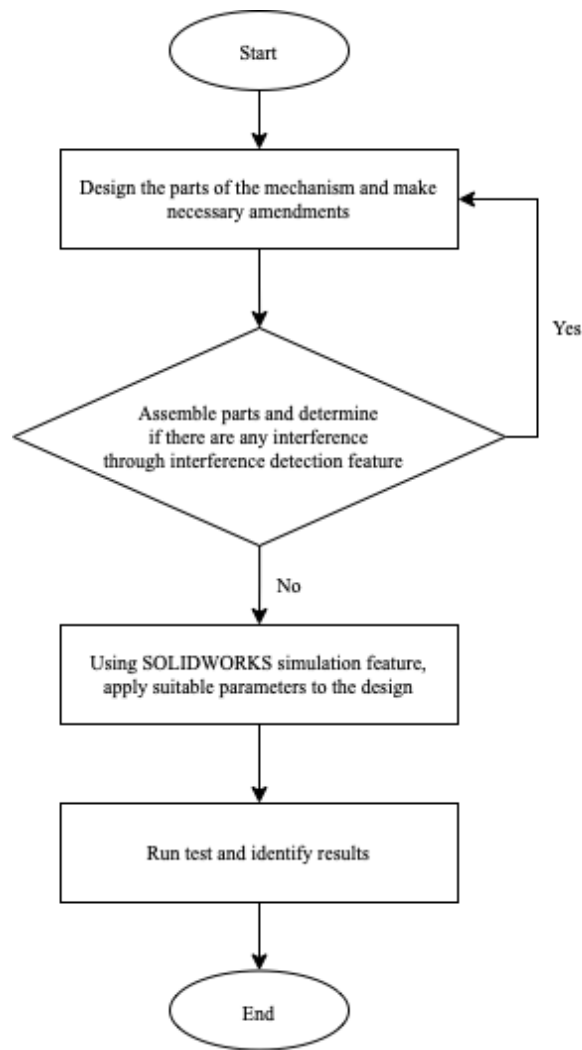 Start
Design the parts of the mechanism and make
necessary amendments
Yes
Assemble parts and determine
if there are any interference
through interference detection feature
No
Using SOLIDWORKS simulation feature,
apply suitable parameters to the design
Run test and identify results
End